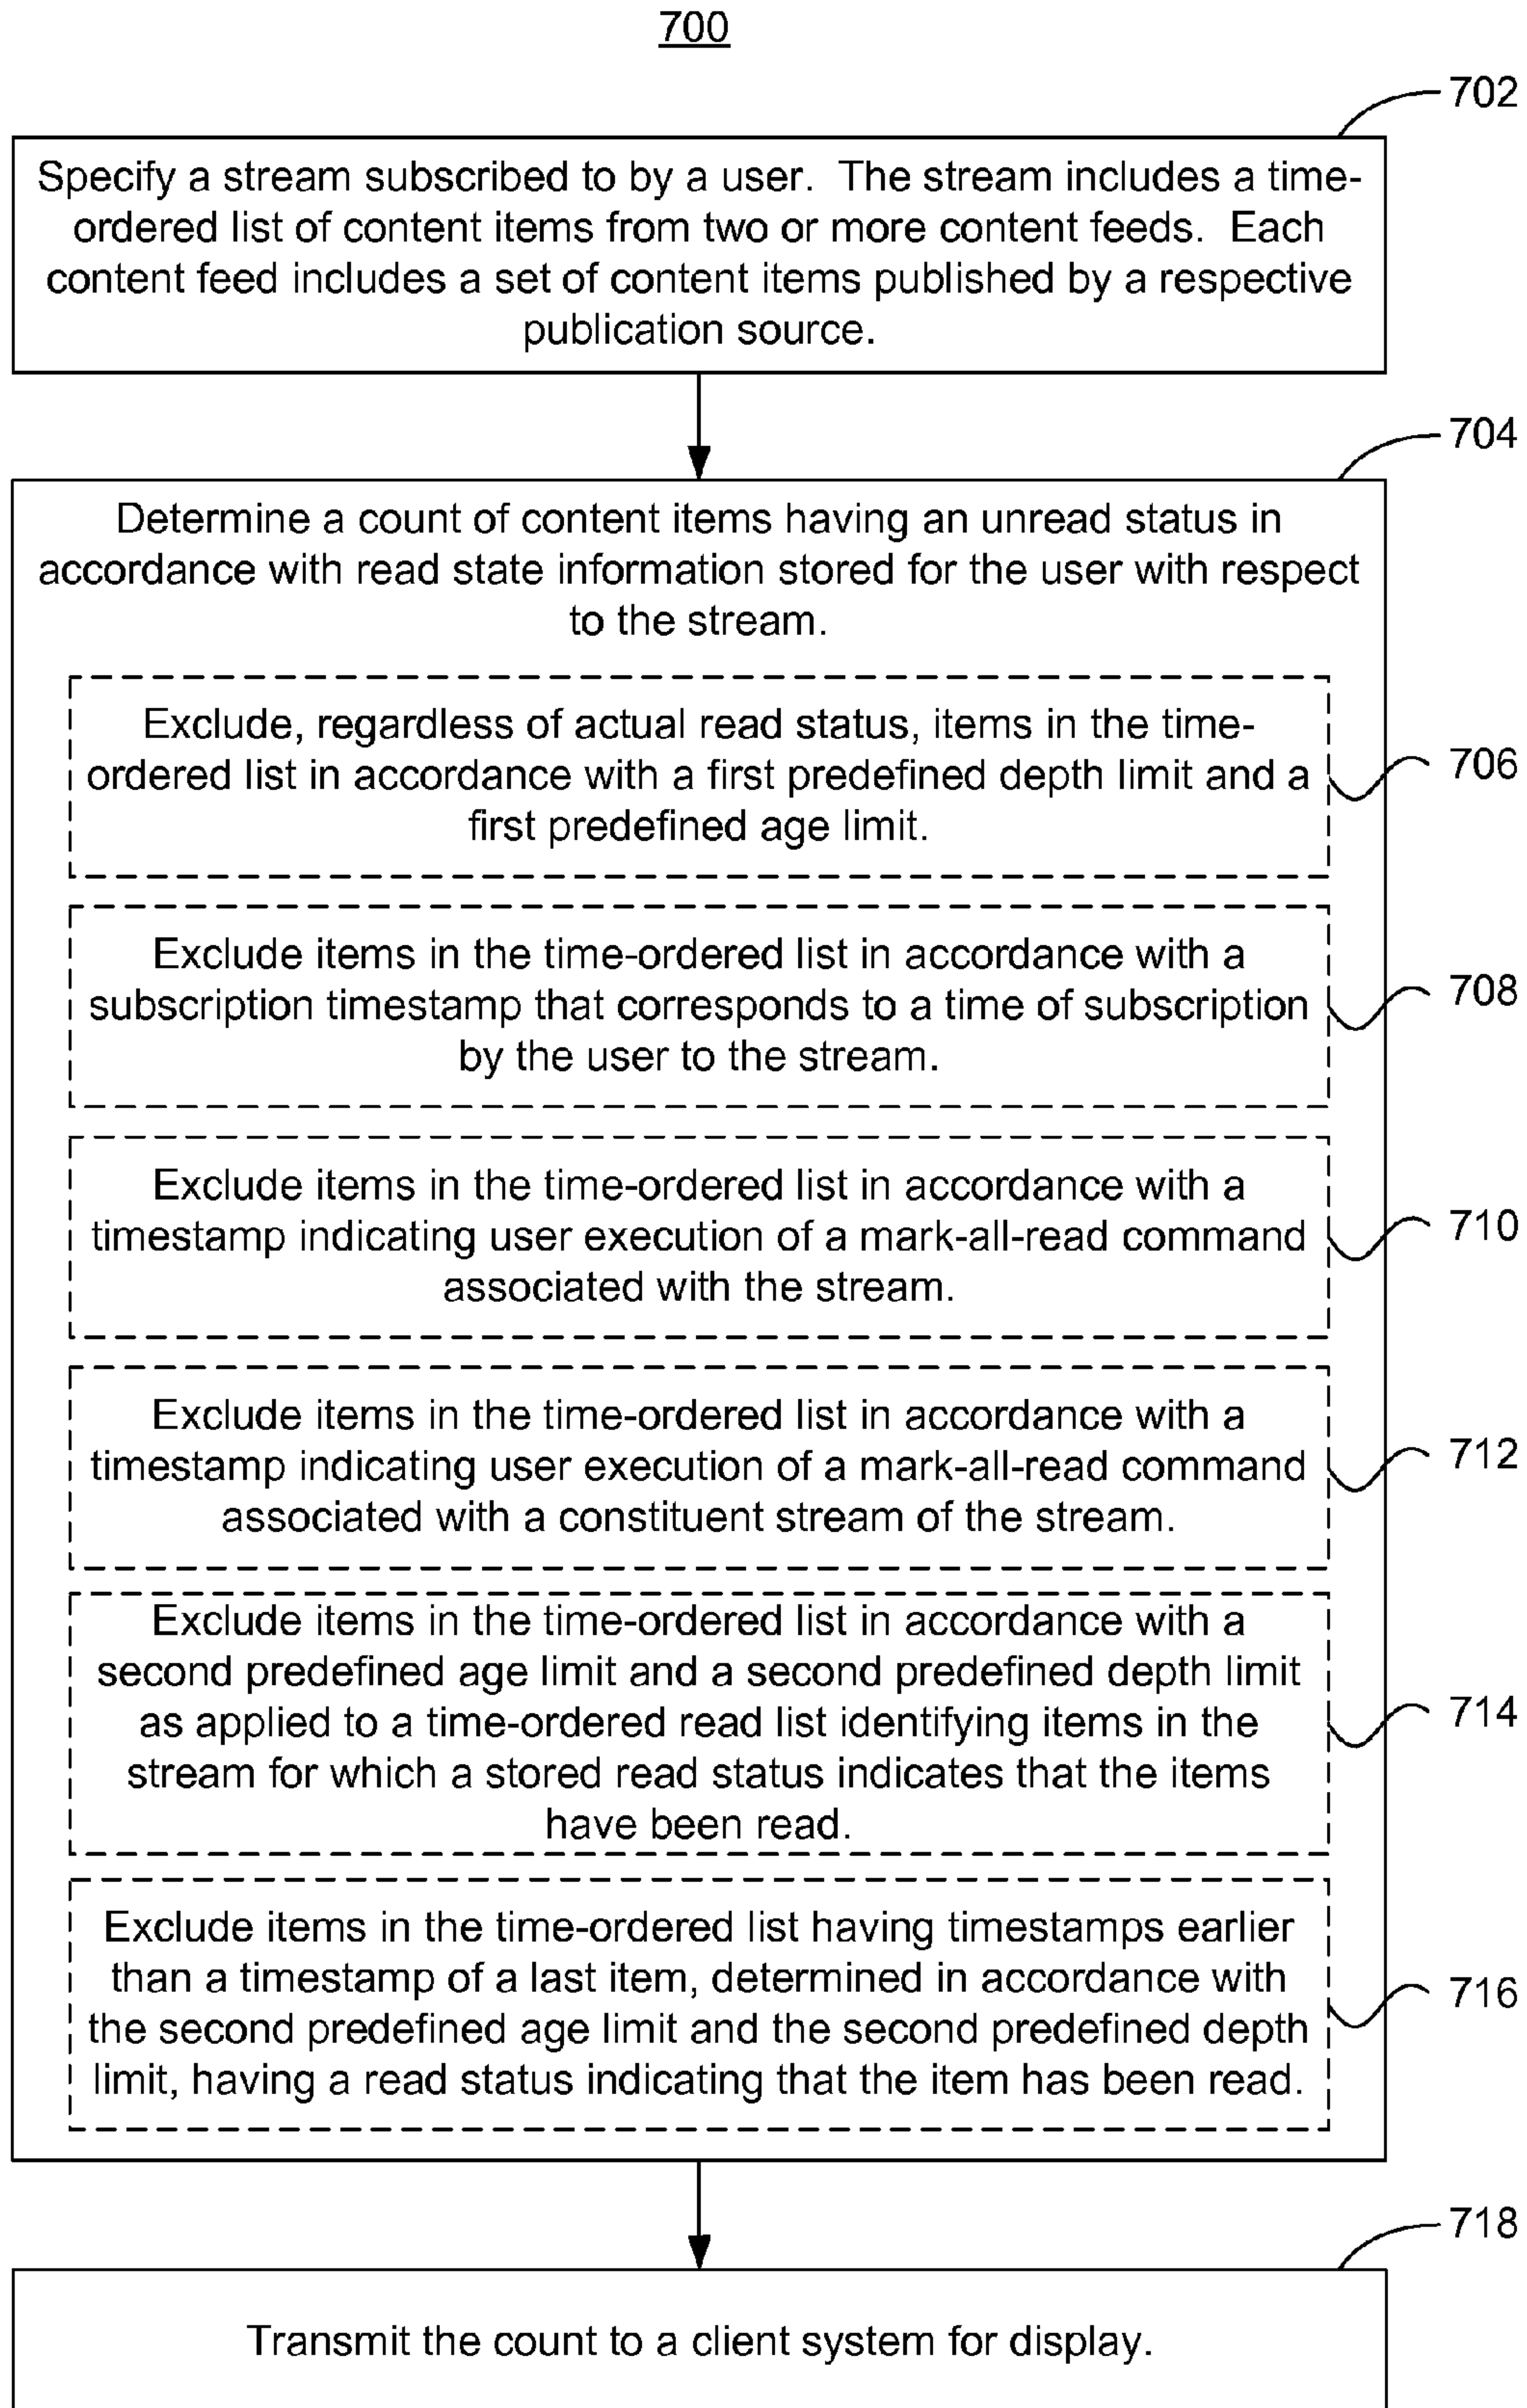 700
702
Specify a stream subscribed to by a user. The stream includes a time-
ordered list of content items from two or more content feeds. Each
content feed includes a set of content items published by a respective
publication source.
704
Determine a count of content items having an unread status in
accordance with read state information stored for the user with respect
to the stream.
Exclude, regardless of actual read status, items in the time-
ordered list in accordance with a first predefined depth limit and a
first predefined age limit.
706
Exclude items in the time-ordered list in accordance with a
subscription timestamp that corresponds to a time of subscription
by the user to the stream.
708
Exclude items in the time-ordered list in accordance with a
timestamp indicating user execution of a mark-all-read command
associated with the stream.
710
Exclude items in the time-ordered list in accordance with a
timestamp indicating user execution of a mark-all-read command
associated with a constituent stream of the stream.
712
Exclude items in the time-ordered list in accordance with a
second predefined age limit and a second predefined depth limit
as applied to a time-ordered read list identifying items in the
stream for which a stored read status indicates that the items
have been read.
714
Exclude items in the time-ordered list having timestamps earlier
than a timestamp of a last item, determined in accordance with
the second predefined age limit and the second predefined depth
limit, having a read status indicating that the item has been read.
716
718
Transmit the count to a client system for display.